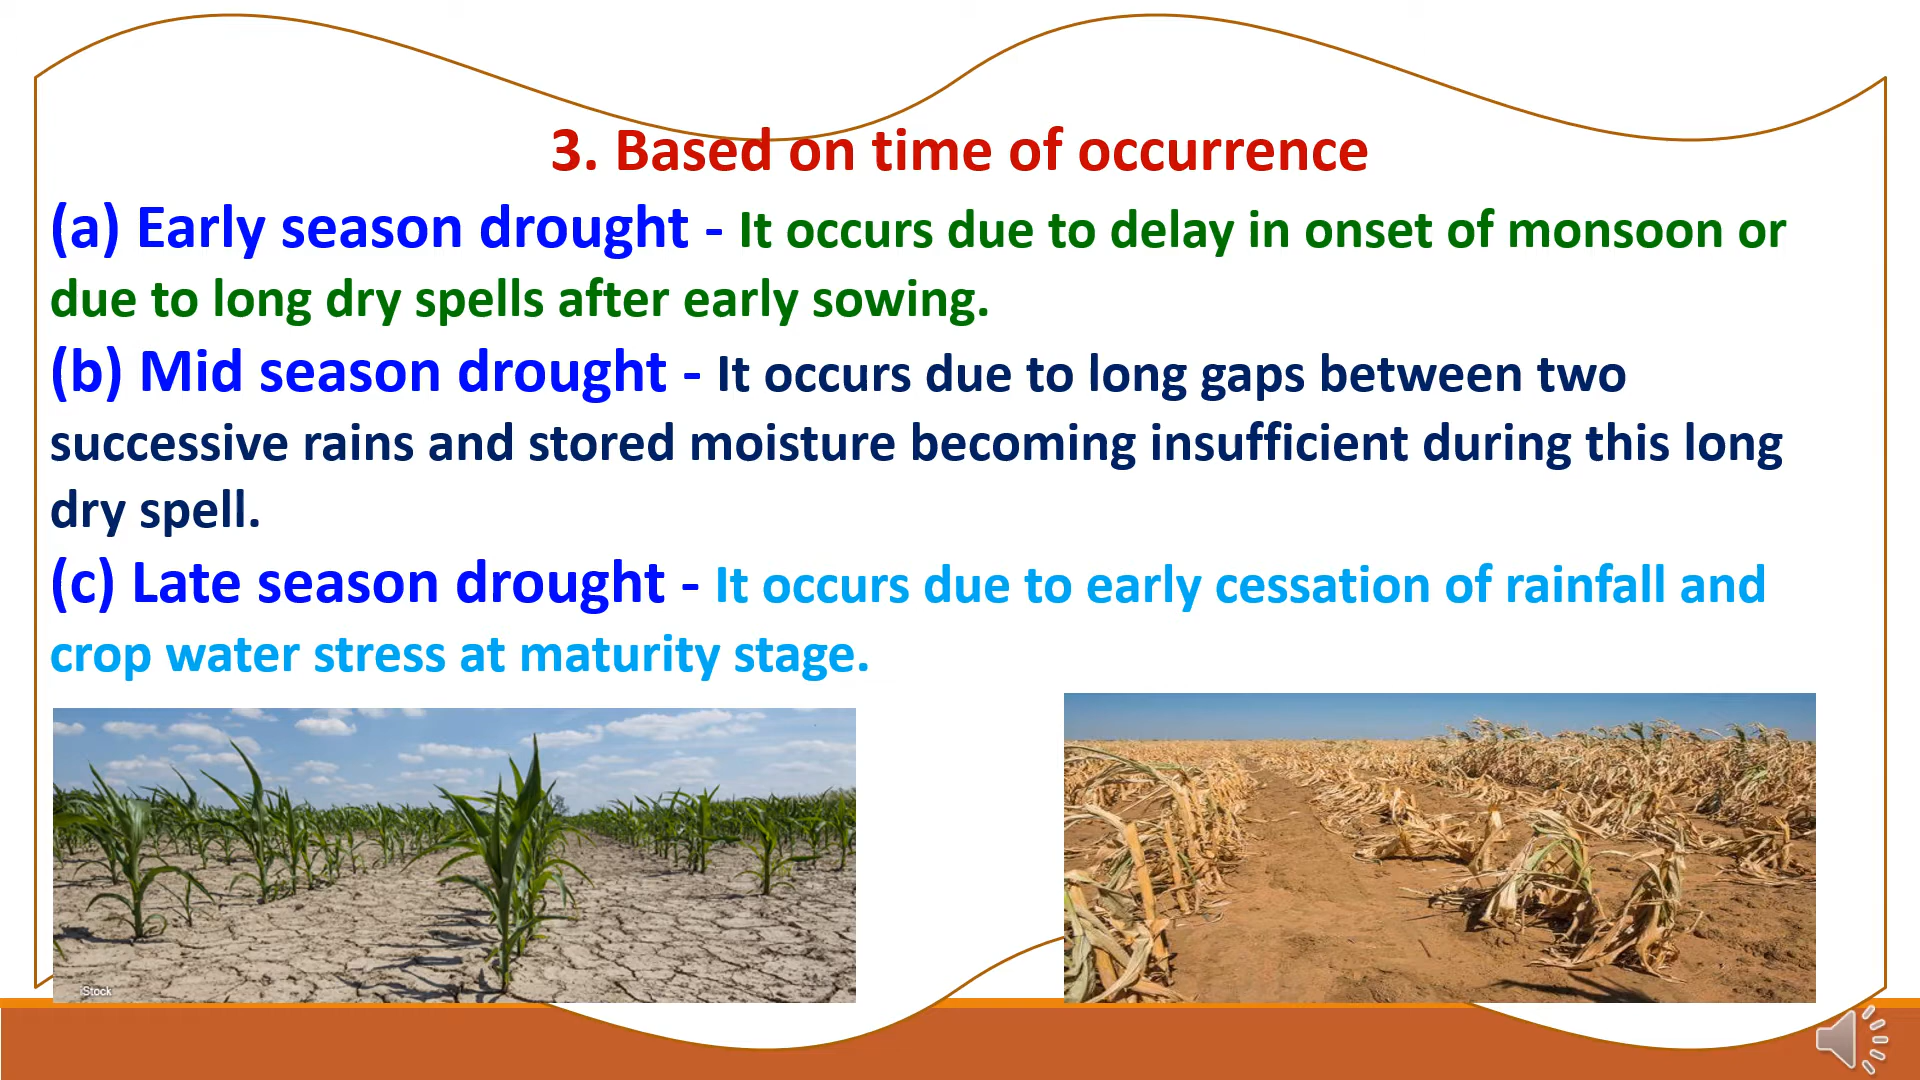 3. Based on time of occurrence
(a) Early season drought - It occurs due to delay in onset of monsoon or
due to long dry spells after early sowing.
(b) Mid season drought - It occurs due to long gaps between two
successive rains and stored moisture becoming insufficient during this long
dry spell.
(c) Late season drought - It occurs due to early cessation of rainfall and
crop water stress at maturity stage.
iStock